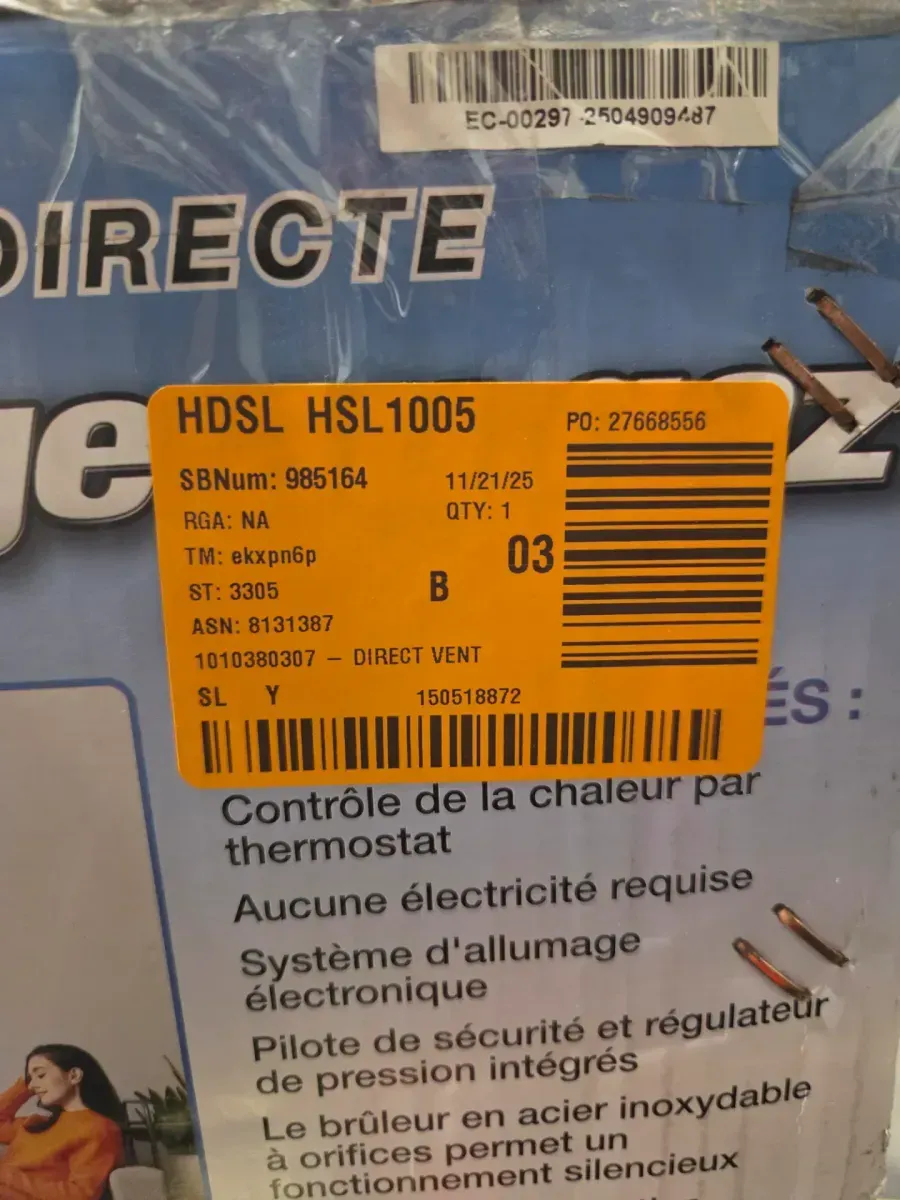 EC-00297-2504909487
DIRECTE
HDSL HSL1005
PO: 27668556
SBNum: 985164
11/21/25
RGA: NA
QTY: 1
TM: ekxpn6p
03
ST: 3305
B
ASN: 8131387
1010380307 – DIRECT VENT
SL Y 150518872
ÉS :
Contrôle de la chaleur par
thermostat
Aucune électricité requise
Système d'allumage
électronique
Pilote de sécurité et régulateur
de pression intégrés
Le brûleur en acier inoxydable
à orifices permet un
fonctionnement silencieux